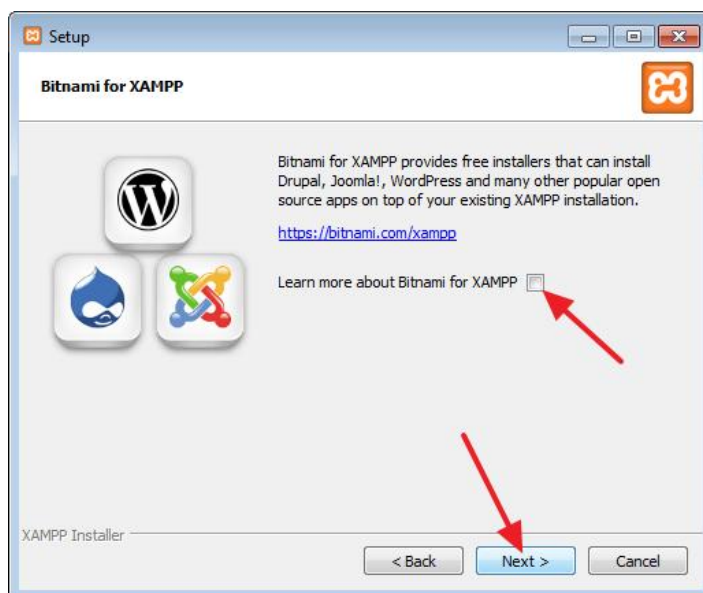 Setup
Bitnami for XAMPP
Bitnami for XAMPP provides free installers that can install
Drupal, Joomla!, WordPress and many other popular open
source apps on top of your existing XAMPP installation.
https://bitnami.com/xampp
Learn more about Bitnami for XAMPP
XAMPP Installer
< Back
Next >
Cancel